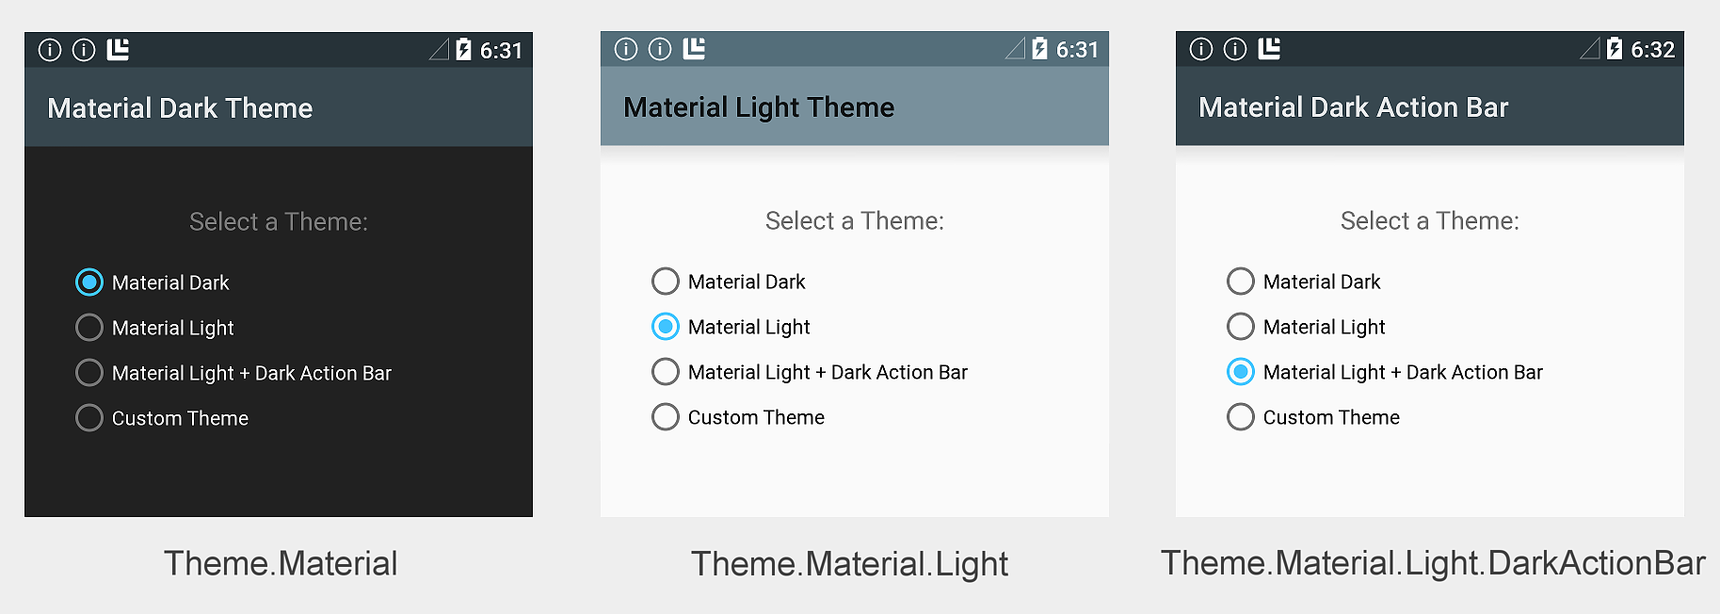 6:31
Material Dark Theme
Select a Theme:
Material Dark
Material Light
Material Light + Dark Action Bar
Custom Theme
Theme.Material
6:31
Material Light Theme
Select a Theme:
Material Dark
Material Light
Material Light + Dark Action Bar
Custom Theme
Theme.Material.Light
6:32
Material Dark Action Bar
Select a Theme:
Material Dark
Material Light
Material Light + Dark Action Bar
Custom Theme
Theme.Material.Light.DarkActionBar